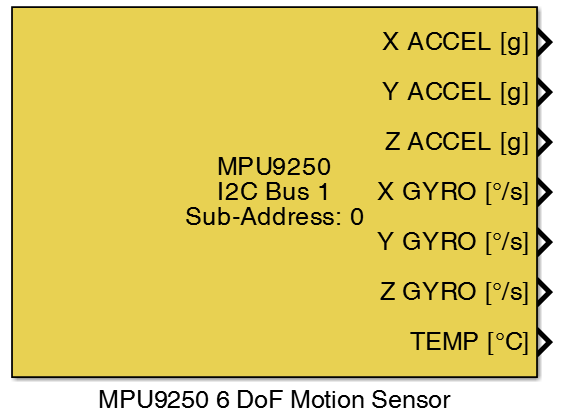 X ACCEL [g]
Y ACCEL [g]
Z ACCEL [g]
MPU9250
I2C Bus 1
Sub-Address: 0
X GYRO [°/s]
Y GYRO [°/s]
Z GYRO [°/s]
TEMP [°C]
MPU9250 6 DoF Motion Sensor